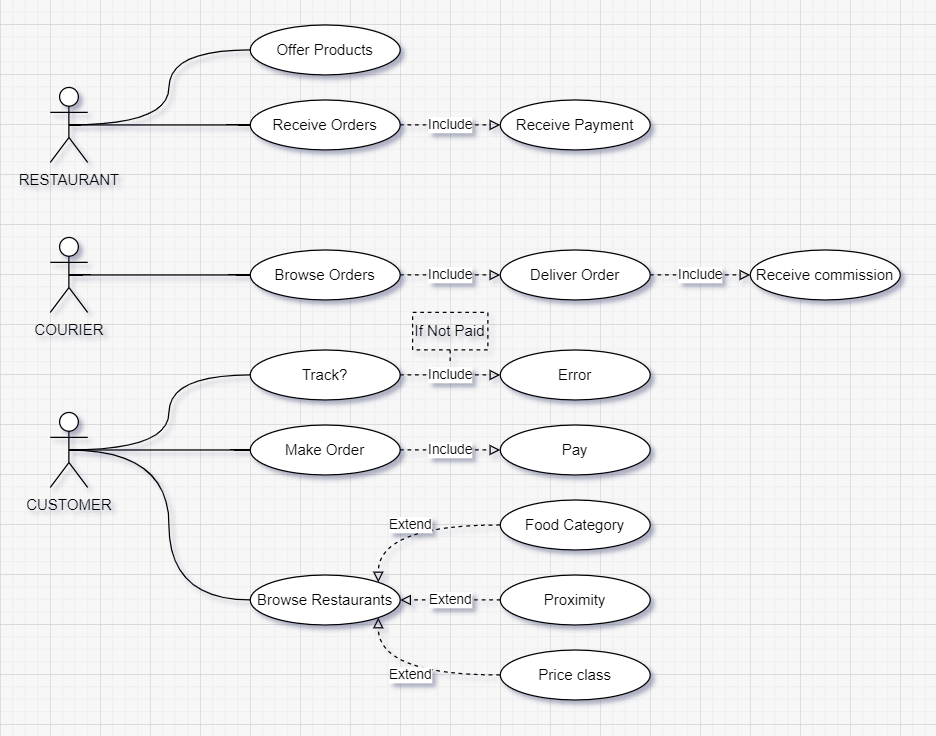 Offer Products
Receive Orders
Include
Receive Payment
RESTAURANT
Browse Orders
Include
Deliver Order
Include
Receive commission
COURIER
If Not Paid
Track?
Include
Error
Make Order
Include
Pay
CUSTOMER
Extend
Food Category
Browse Restaurants
Extend
Proximity
Extend
Price class